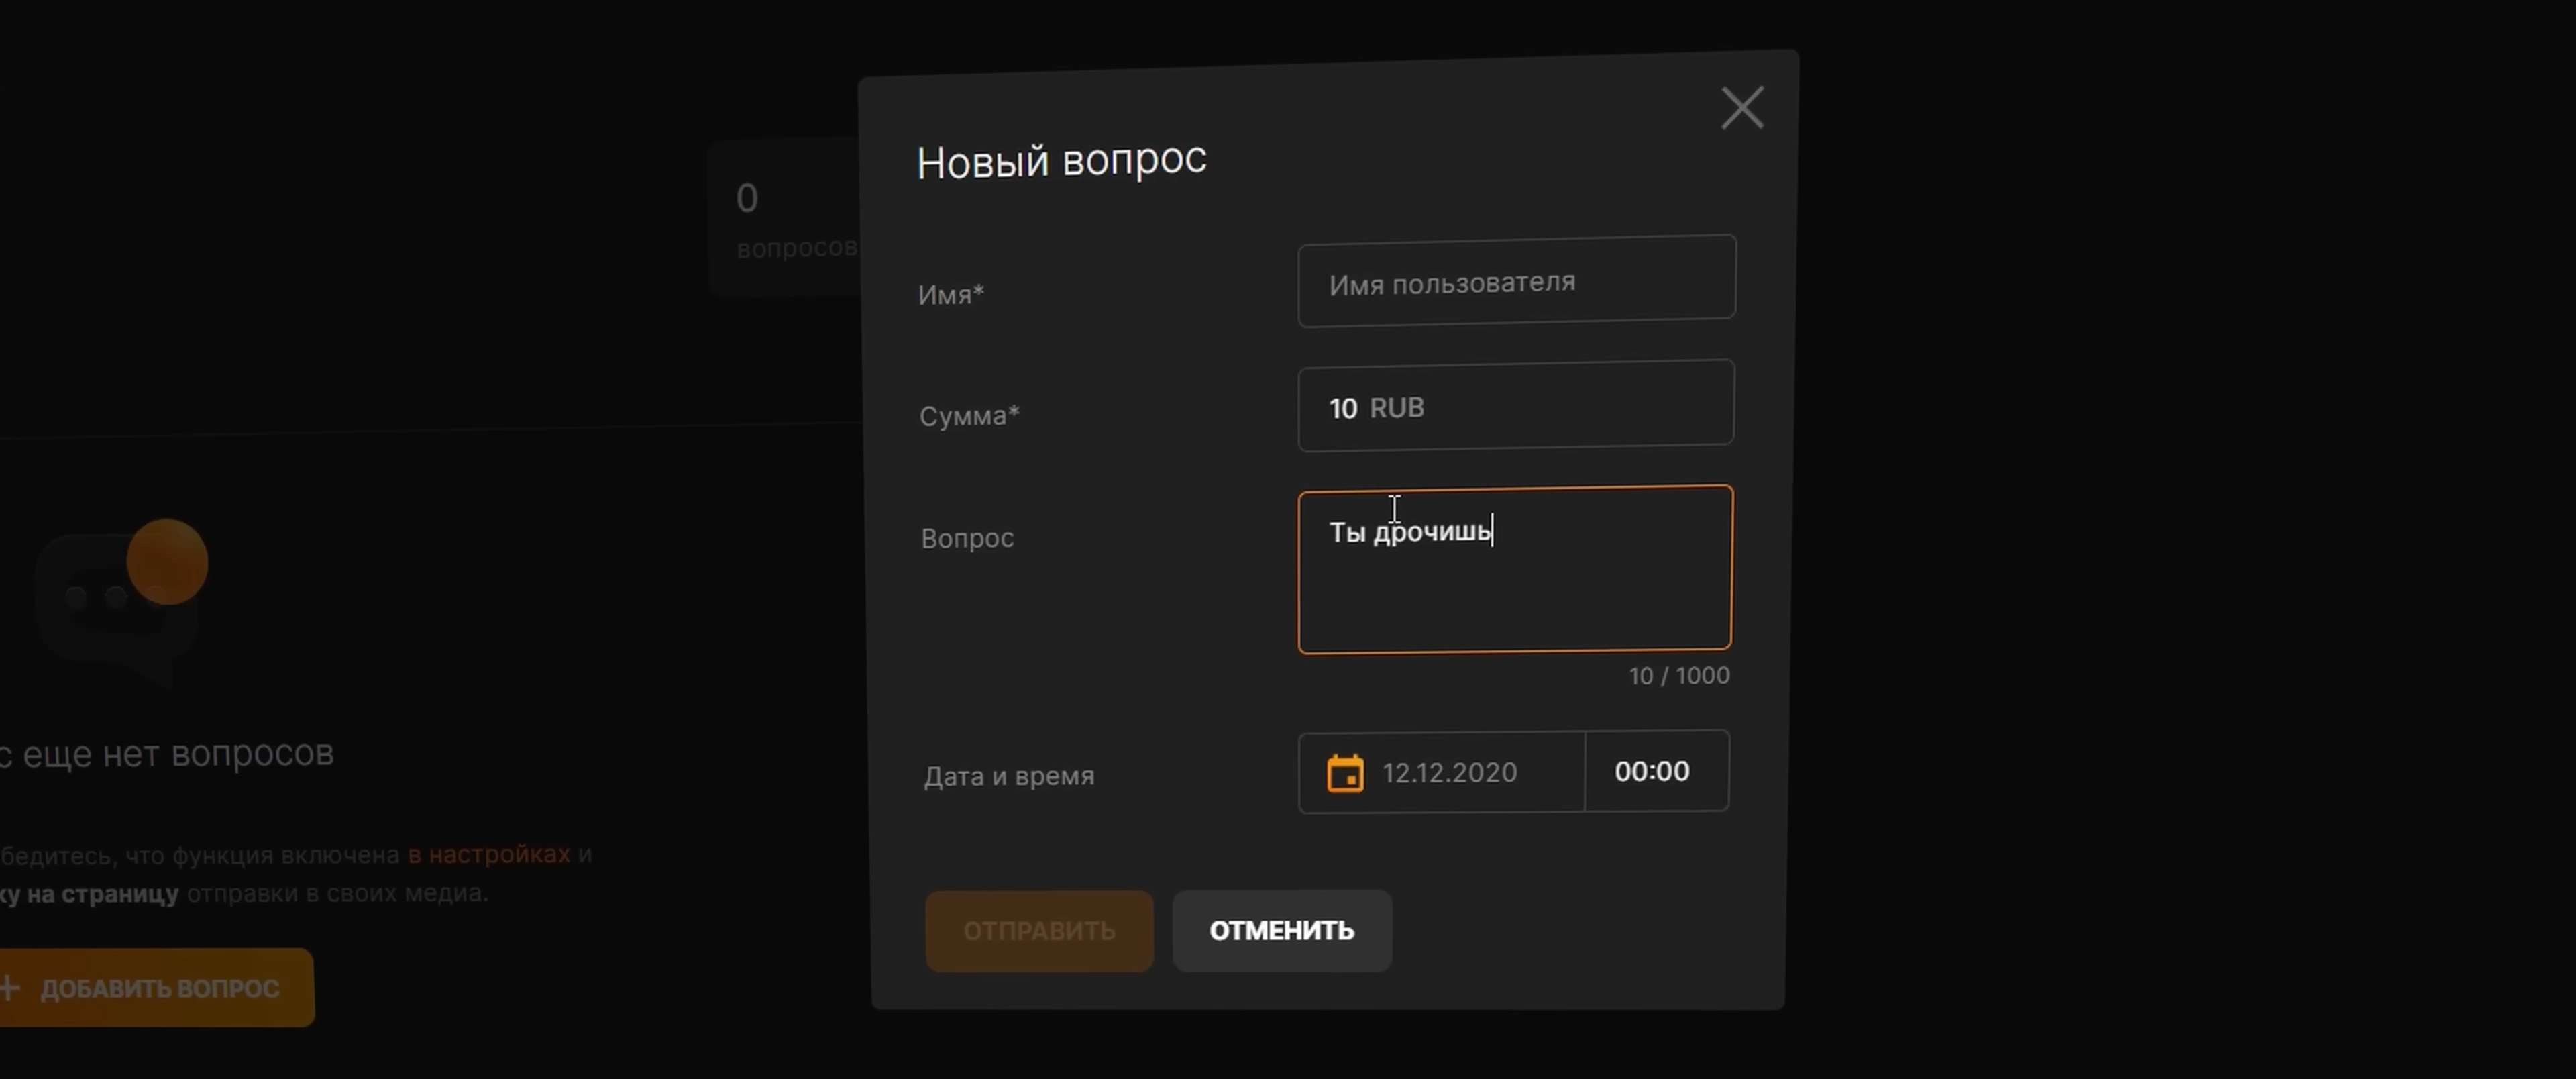 0
вопросов
с еще нет вопросов
бедитесь, что функция включена в настройках и
ку на страницу отправки в своих медиа.
+ ДОБАВИТЬ ВОПРОС
Новый вопрос
Имя*
Имя пользователя
Сумма*
10 RUB
Вопрос
Ты дрочишь
10 / 1000
Дата и время
12.12.2020
00:00
ОТПРАВИТЬ
ОТМЕНИТЬ